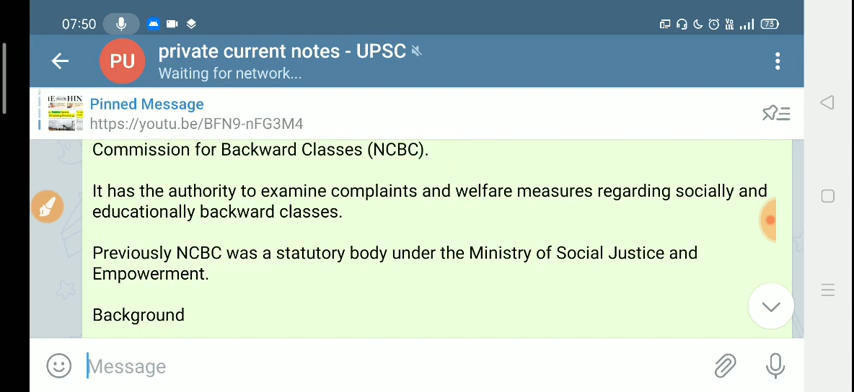 07:50
73
PU
private current notes - UPSC
Waiting for network...
Pinned Message
https://youtu.be/BFN9-nFG3M4
Commission for Backward Classes (NCBC).
It has the authority to examine complaints and welfare measures regarding socially and
educationally backward classes.
Previously NCBC was a statutory body under the Ministry of Social Justice and
Empowerment.
Background
Message